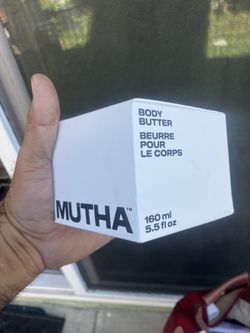 MUTHA™
BODY
BUTTER
BEURRE
POUR
LE CORPS
160 ml
5.5 fl oz